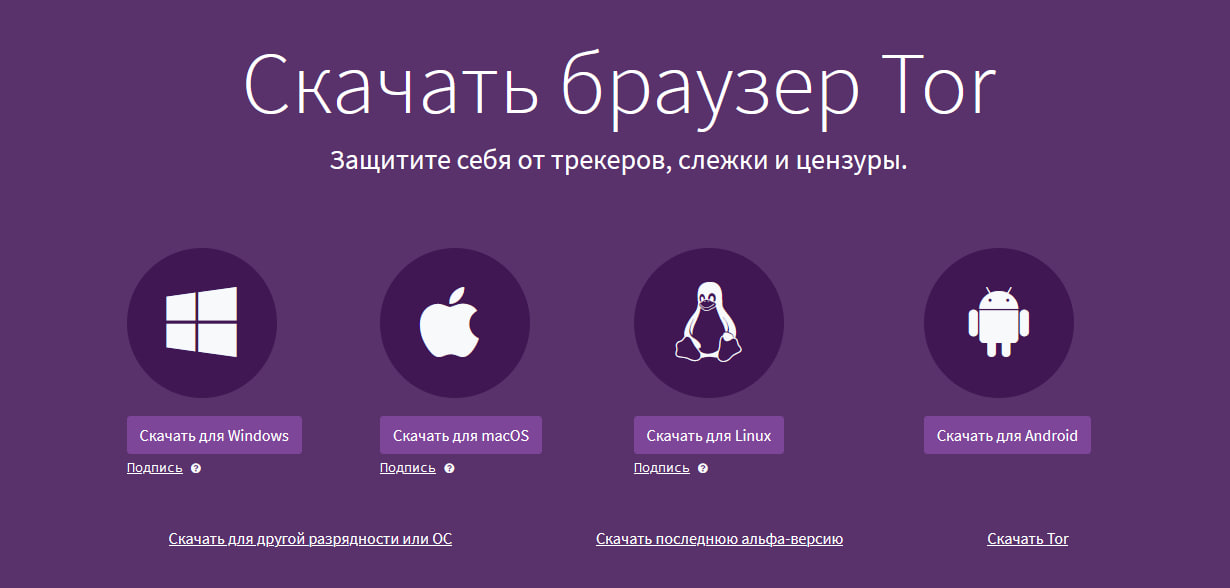 Скачать браузер Tor
Защитите себя от трекеров, слежки и цензуры.
Скачать для Windows
Подпись ?
Скачать для macOS
Подпись ?
Скачать для Linux
Подпись ?
Скачать для Android
Скачать для другой разрядности или ОС
Скачать последнюю альфа-версию
Скачать Tor